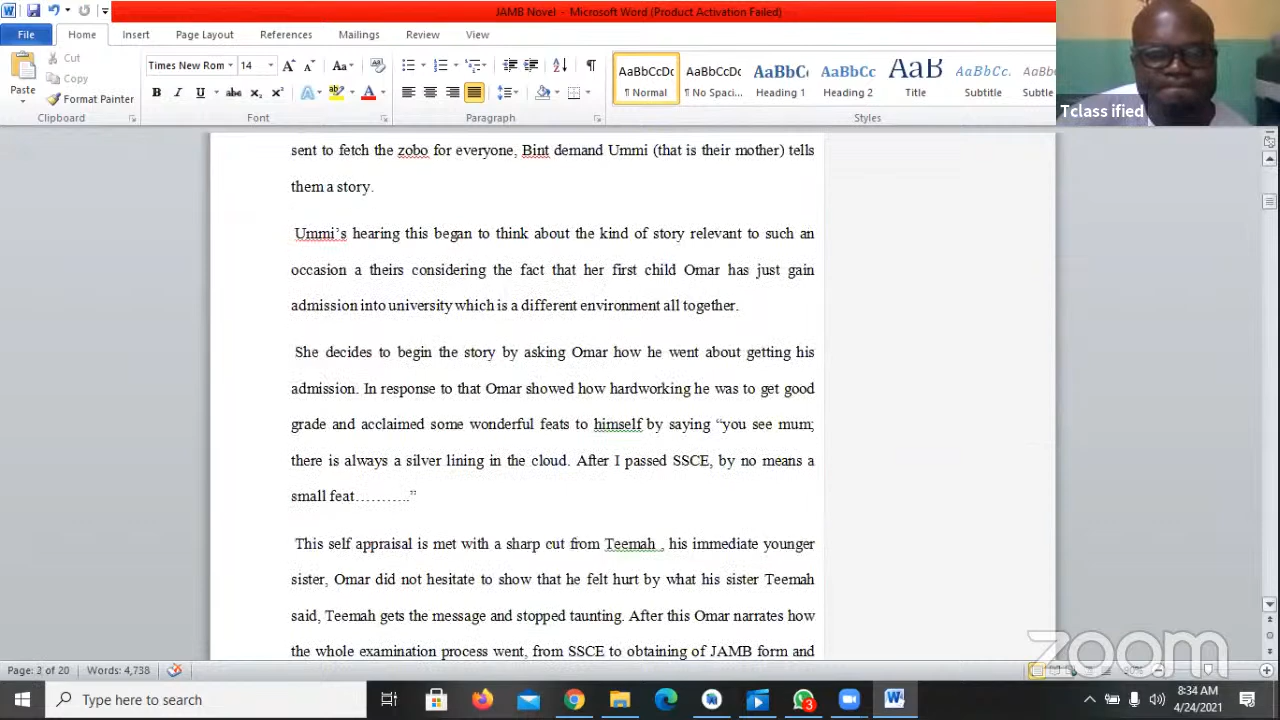 JAMB Novel - Microsoft Word (Product Activation Failed)
File Home Insert Page Layout References Mailings Review View
Cut
Copy
Format Painter
Paste
Times New Rom 14
AaBbCcDc AaBbCcDc AaBbC AaBbCc AaB AaBbCc. AaBb
¶ Normal ¶ No Spaci... Heading 1 Heading 2 Title Subtitle Subtle
Clipboard Font Paragraph Styles
Tclass ified
sent to fetch the zobo for everyone, Bint demand Ummi (that is their mother) tells
them a story.
Ummi’s hearing this began to think about the kind of story relevant to such an
occasion a theirs considering the fact that her first child Omar has just gain
admission into university which is a different environment all together.
She decides to begin the story by asking Omar how he went about getting his
admission. In response to that Omar showed how hardworking he was to get good
grade and acclaimed some wonderful feats to himself by saying “you see mum;
there is always a silver lining in the cloud. After I passed SSCE, by no means a
small feat………..”
This self appraisal is met with a sharp cut from Teemah , his immediate younger
sister, Omar did not hesitate to show that he felt hurt by what his sister Teemah
said, Teemah gets the message and stopped taunting. After this Omar narrates how
the whole examination process went, from SSCE to obtaining of JAMB form and
zoom
Page: 2 of 20 Words: 4,738
Type here to search
3
8:34 AM
4/24/2021